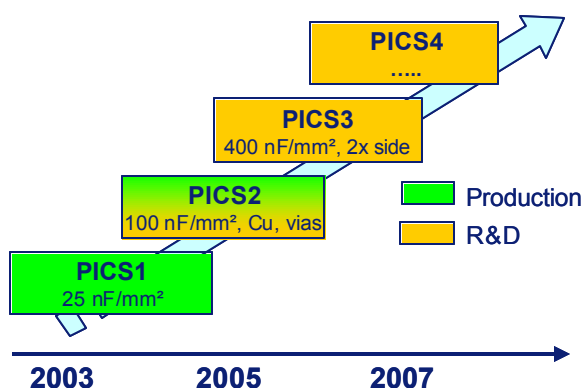 PICS4
.....
PICS3
400 nF/mm², 2x side
PICS2
100 nF/mm², Cu, vias
Production
R&D
PICS1
25 nF/mm²
2003 2005 2007